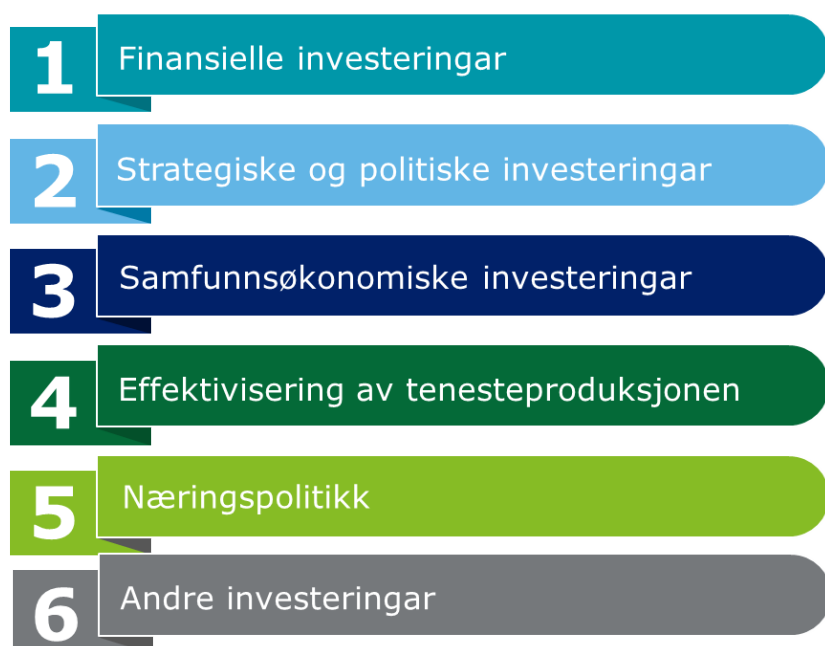 1 Finansielle investeringar
2 Strategiske og politiske investeringar
3 Samfunnsøkonomiske investeringar
4 Effektivisering av tenesteproduksjonen
5 Næringspolitikk
6 Andre investeringar